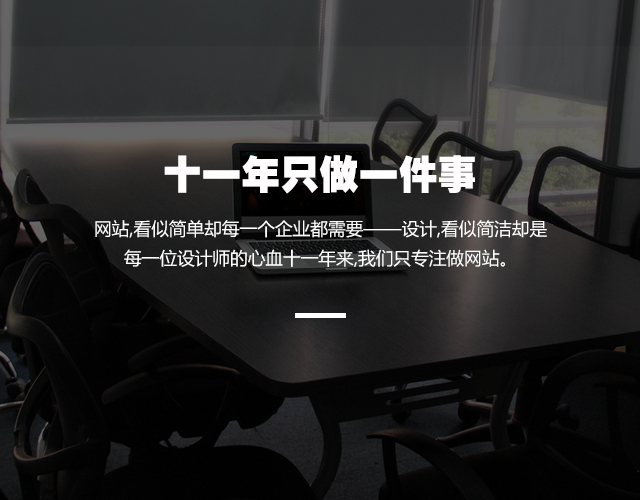 十一年只做一件事
网站,看似简单却每一个企业都需要——设计,看似简洁却是
每一位设计师的心血十一年来,我们只专注做网站。